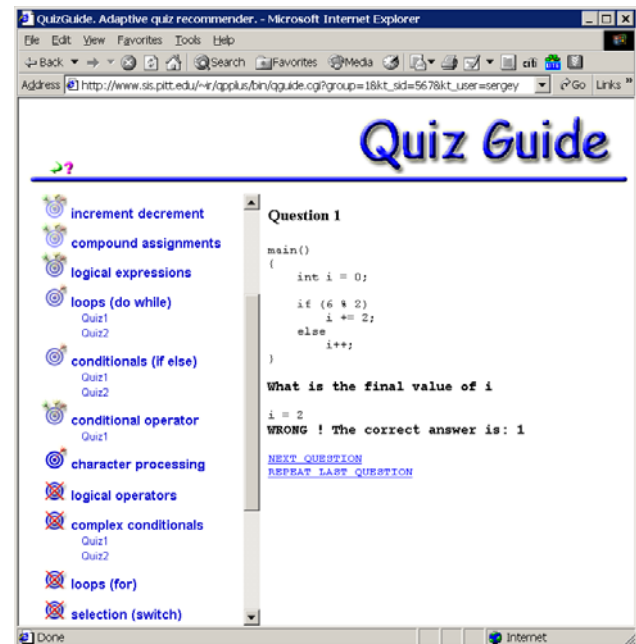 QuizGuide. Adaptive quiz recommender. - Microsoft Internet Explorer
File Edit View Favorites Tools Help
Back Search Favorites Media citi
Address http://www.sis.pitt.edu/~ir/qpplus/bin/qguide.cgi?group=1&kt_sid=567&kt_user=sergey Go Links »
Quiz Guide
?
increment decrement
compound assignments
logical expressions
loops (do while)
Quiz1
Quiz2
conditionals (if else)
Quiz1
Quiz2
conditional operator
Quiz1
character processing
logical operators
complex conditionals
Quiz1
Quiz2
loops (for)
selection (switch)
Question 1
main()
{
int i = 0;
if (6 % 2)
i += 2;
else
i++;
}
What is the final value of i
i = 2
WRONG ! The correct answer is: 1
NEXT QUESTION
REPEAT LAST QUESTION
Done Internet